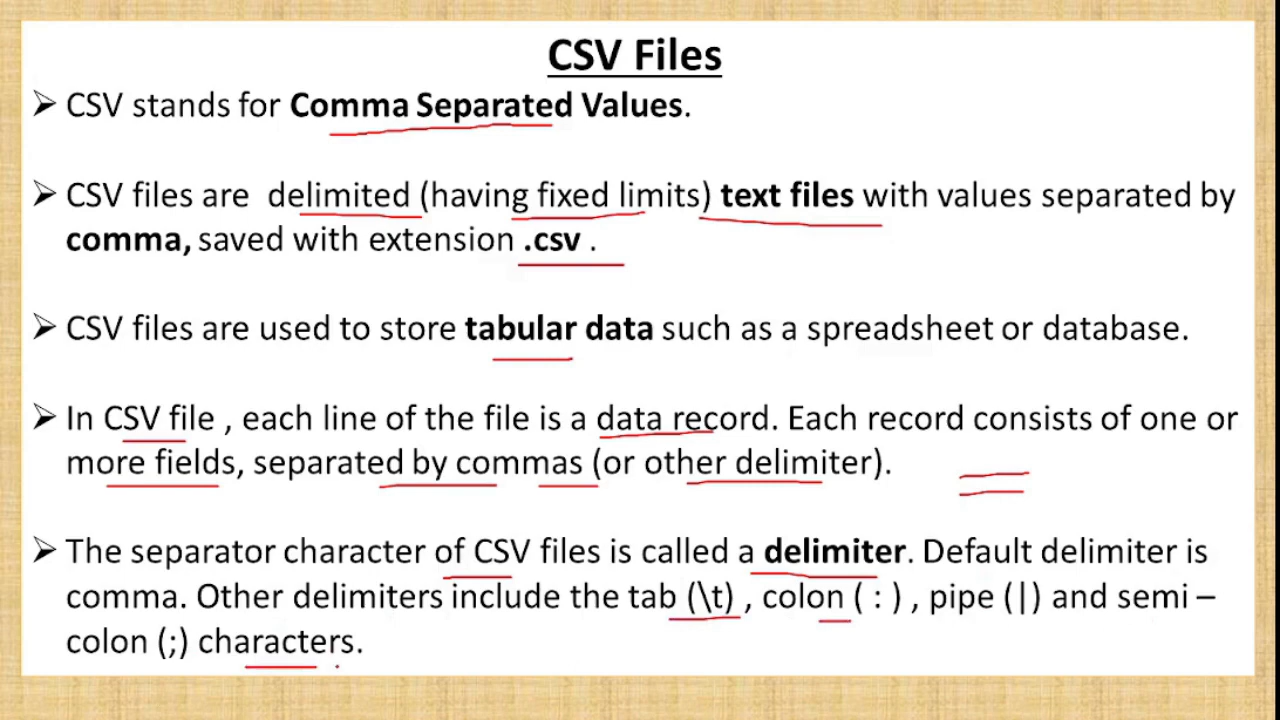 CSV Files
➢ CSV stands for Comma Separated Values.
➢ CSV files are delimited (having fixed limits) text files with values separated by
comma, saved with extension .csv .
➢ CSV files are used to store tabular data such as a spreadsheet or database.
➢ In CSV file , each line of the file is a data record. Each record consists of one or
more fields, separated by commas (or other delimiter).
➢ The separator character of CSV files is called a delimiter. Default delimiter is
comma. Other delimiters include the tab (\t) , colon ( : ) , pipe (|) and semi –
colon (;) characters.